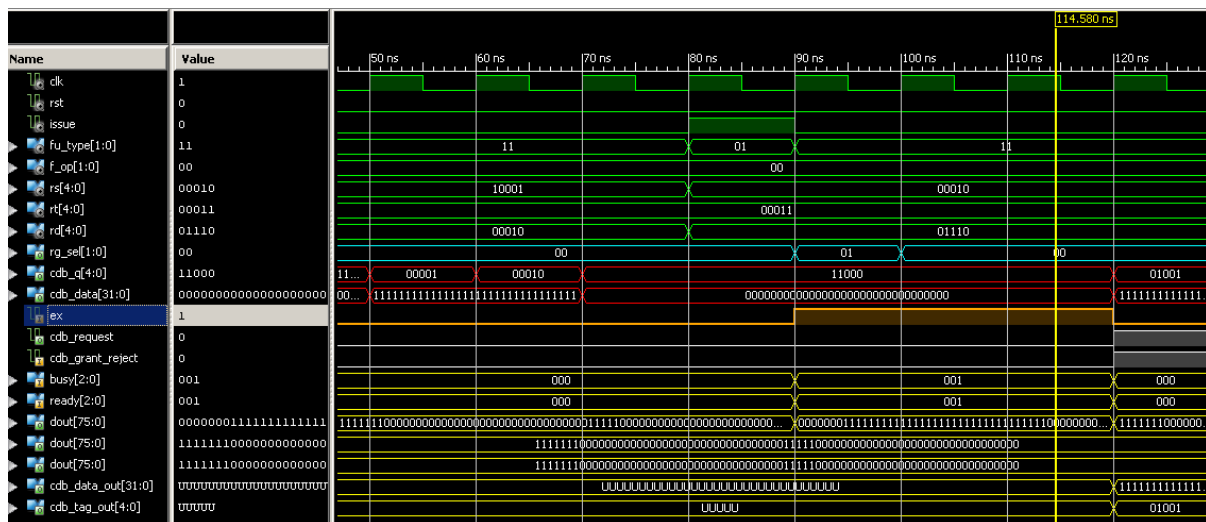 114.580 ns
Name Value 50 ns 60 ns 70 ns 80 ns 90 ns 100 ns 110 ns 120 ns
clk 1
rst 0
issue 0
fu_type[1:0] 11 11 01 11
f_op[1:0] 00 00
rs[4:0] 00010 10001 00010
rt[4:0] 00011 00011
rd[4:0] 01110 00010 01110
rg_sel[1:0] 00 00 01 00
cdb_q[4:0] 11000 11... 00001 00010 11000 01001
cdb_data[31:0] 00... 11111111111111111111111111111111 00000000000000000000000000000000
ex 1
cdb_request 0
cdb_grant_reject 0
busy[2:0] 001 000 001 000
ready[2:0] 001 000 001 000
dout[75:0]
dout[75:0]
dout[75:0]
cdb_data_out[31:0] UUUUUUUUUUUUUUUUUUUUUUUUUUUUUUUU
cdb_tag_out[4:0] UUUUU UUUUU 01001